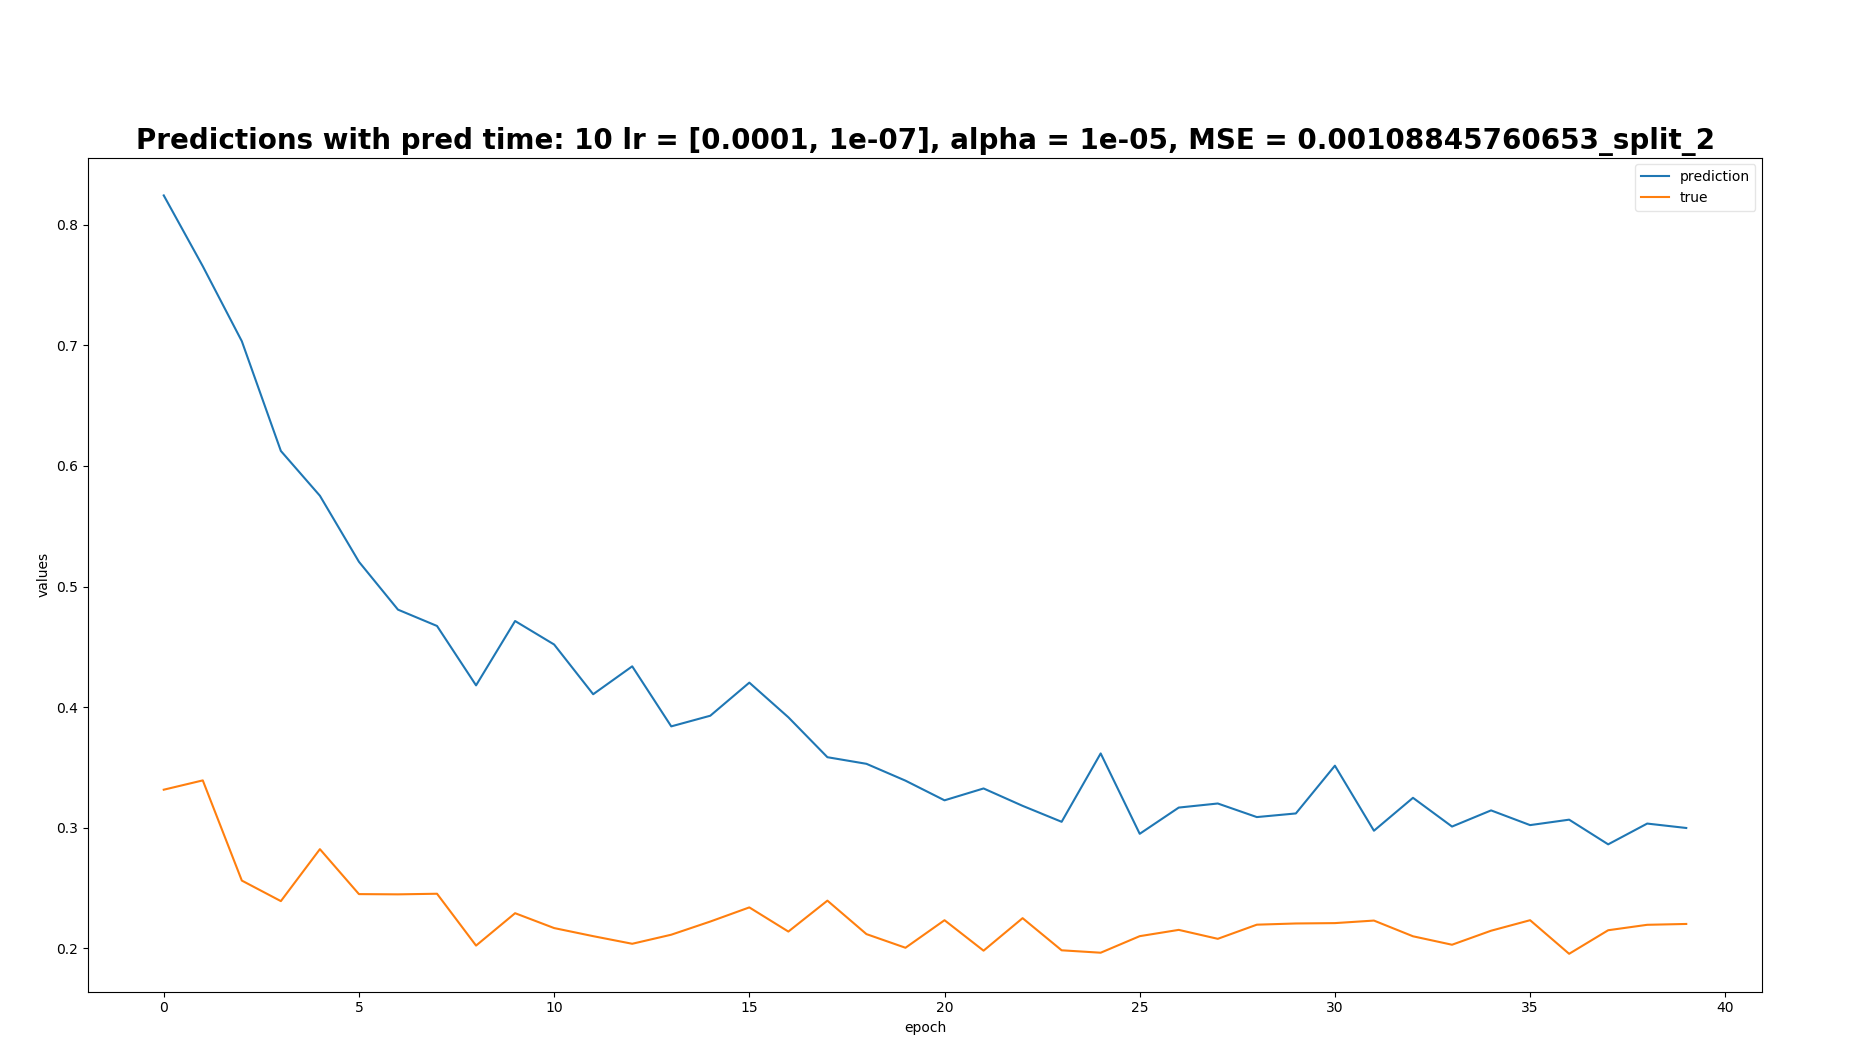 Predictions with pred time: 10 lr = [0.0001, 1e-07], alpha = 1e-05, MSE = 0.00108845760653_split_2
prediction
true
0.8
0.7
0.6
0.5
0.4
0.3
0.2
values
0 5 10 15 20 25 30 35 40
epoch